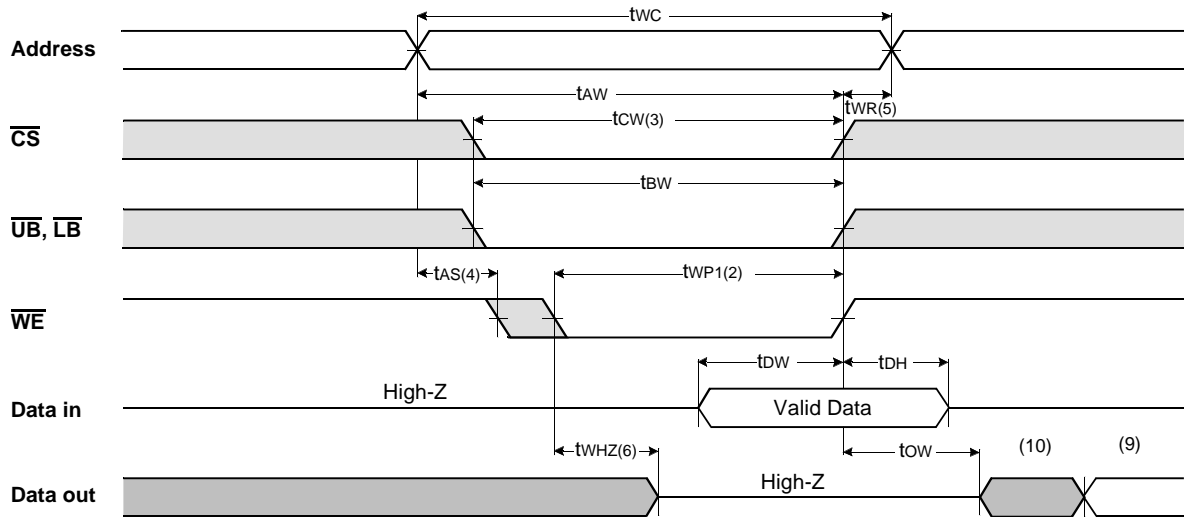 tWC
Address
tAW
tWR(5)
tCW(3)
CS
tBW
UB, LB
tAS(4)
tWP1(2)
WE
tDW
tDH
High-Z
Data in
Valid Data
tWHZ(6)
tOW
(10)
(9)
High-Z
Data out